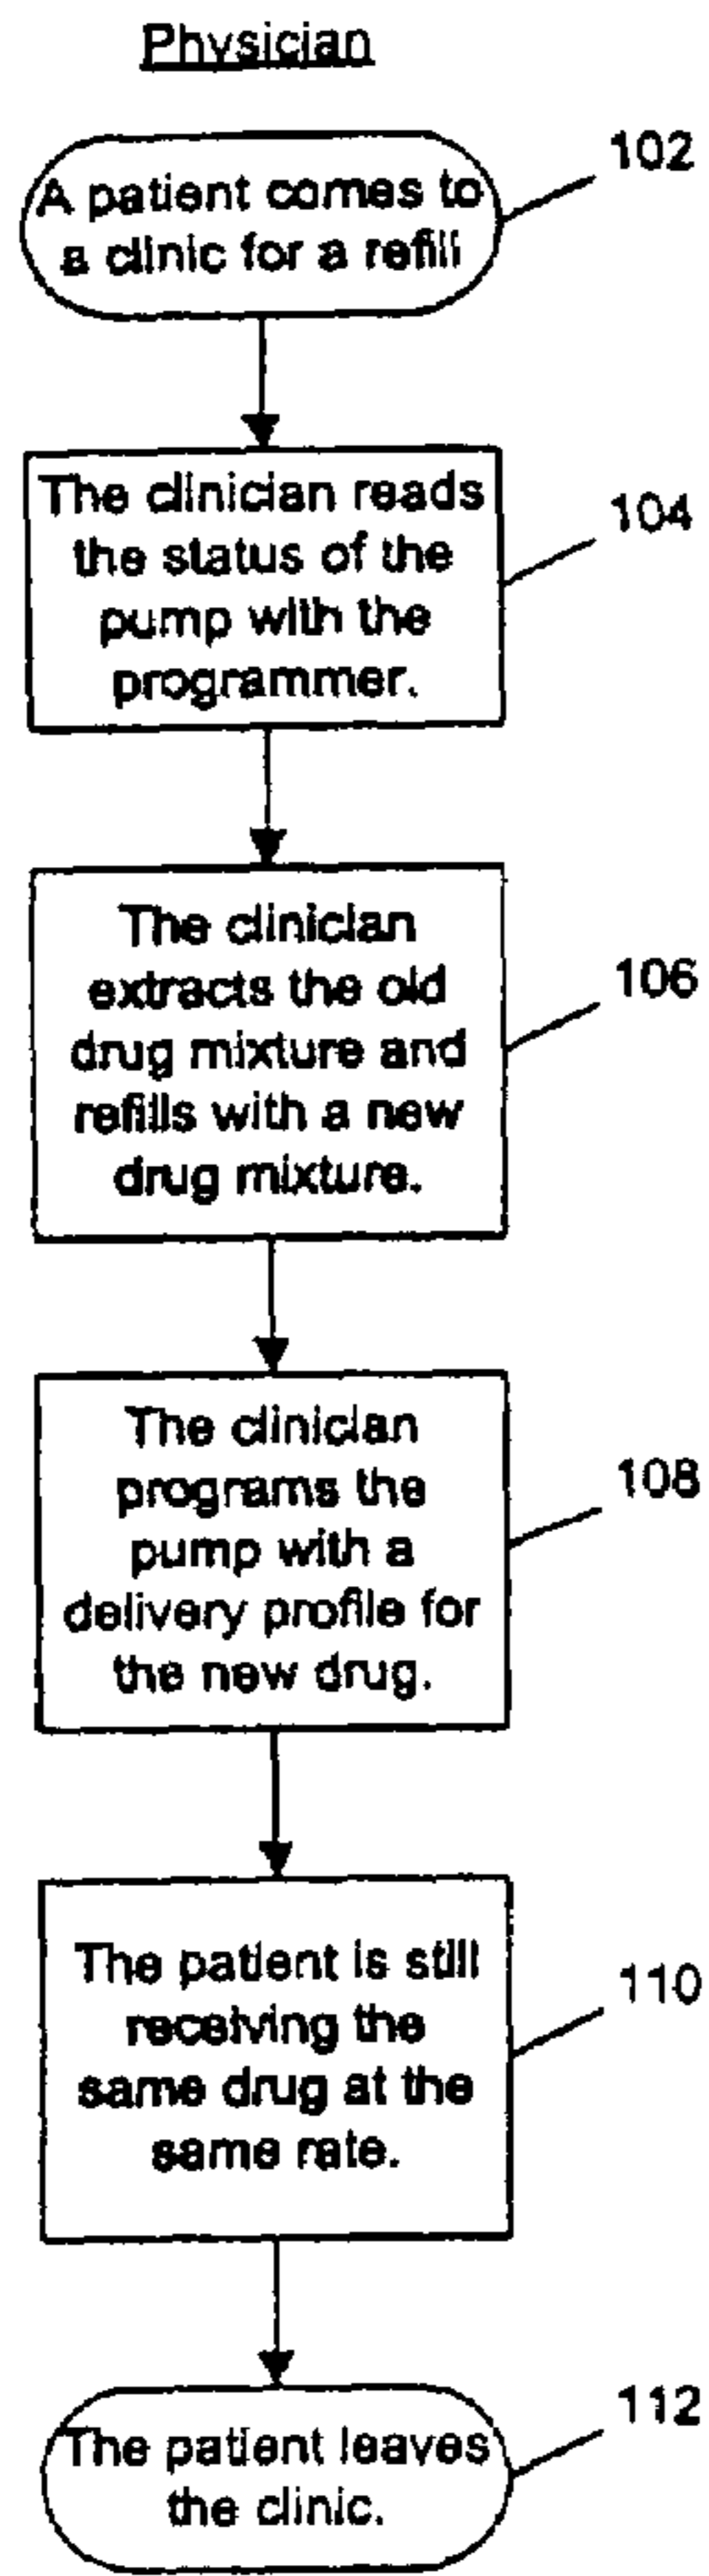 Physician
102
A patient comes to
a clinic for a refill
104
The clinician reads
the status of the
pump with the
programmer.
106
The clinician
extracts the old
drug mixture and
refills with a new
drug mixture.
108
The clinician
programs the
pump with a
delivery profile for
the new drug.
110
The patient is still
receiving the
same drug at the
same rate.
112
The patient leaves
the clinic.